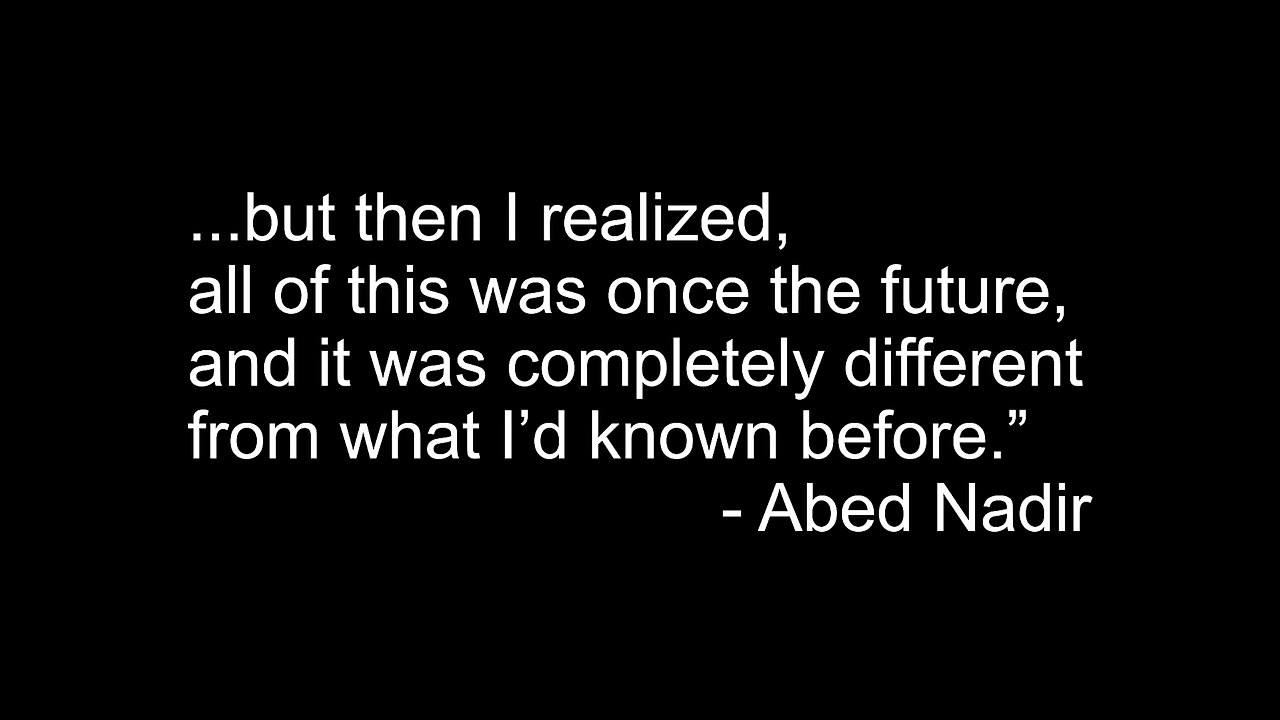 ...but then I realized,
all of this was once the future,
and it was completely different
from what I’d known before.”
- Abed Nadir